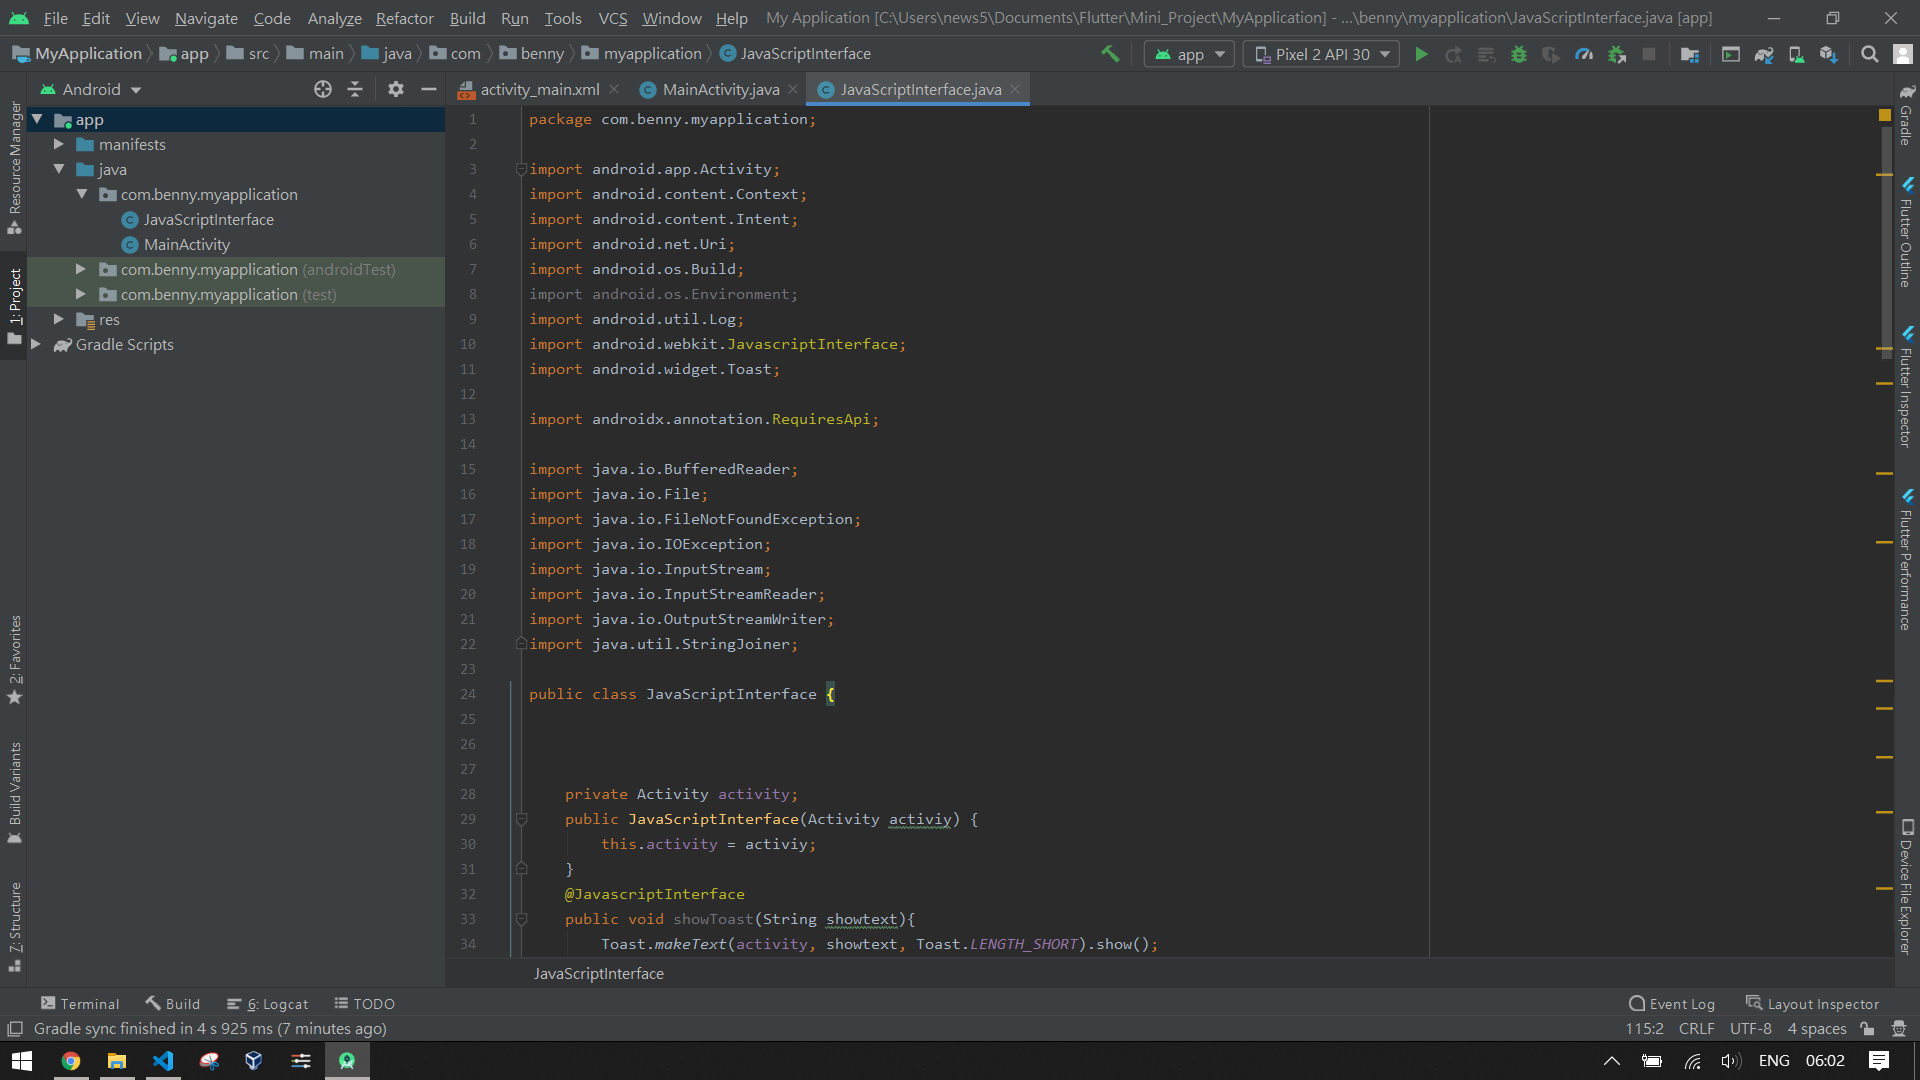 File Edit View Navigate Code Analyze Refactor Build Run Tools VCS Window Help My Application [C:\Users\news5\Documents\Flutter\Mini_Project\MyApplication] - ...\benny\myapplication\JavaScriptInterface.java [app]
MyApplication app src main java com benny myapplication JavaScriptInterface app Pixel 2 API 30
Android activity_main.xml MainActivity.java JavaScriptInterface.java
app
manifests
java
com.benny.myapplication
JavaScriptInterface
MainActivity
com.benny.myapplication (androidTest)
com.benny.myapplication (test)
res
Gradle Scripts
Resource Manager
1: Project
2: Favorites
Build Variants
Z: Structure
1 package com.benny.myapplication;
2
3 import android.app.Activity;
4 import android.content.Context;
5 import android.content.Intent;
6 import android.net.Uri;
7 import android.os.Build;
8 import android.os.Environment;
9 import android.util.Log;
10 import android.webkit.JavascriptInterface;
11 import android.widget.Toast;
12
13 import androidx.annotation.RequiresApi;
14
15 import java.io.BufferedReader;
16 import java.io.File;
17 import java.io.FileNotFoundException;
18 import java.io.IOException;
19 import java.io.InputStream;
20 import java.io.InputStreamReader;
21 import java.io.OutputStreamWriter;
22 import java.util.StringJoiner;
23
24 public class JavaScriptInterface {
25
26
27
28 private Activity activity;
29 public JavaScriptInterface(Activity activiy) {
30 this.activity = activiy;
31 }
32 @JavascriptInterface
33 public void showToast(String showtext){
34 Toast.makeText(activity, showtext, Toast.LENGTH_SHORT).show();
JavaScriptInterface
Gradle
Flutter Outline
Flutter Inspector
Flutter Performance
Device File Explorer
Terminal Build 6: Logcat TODO Event Log Layout Inspector
Gradle sync finished in 4 s 925 ms (7 minutes ago) 115:2 CRLF UTF-8 4 spaces
ENG 06:02